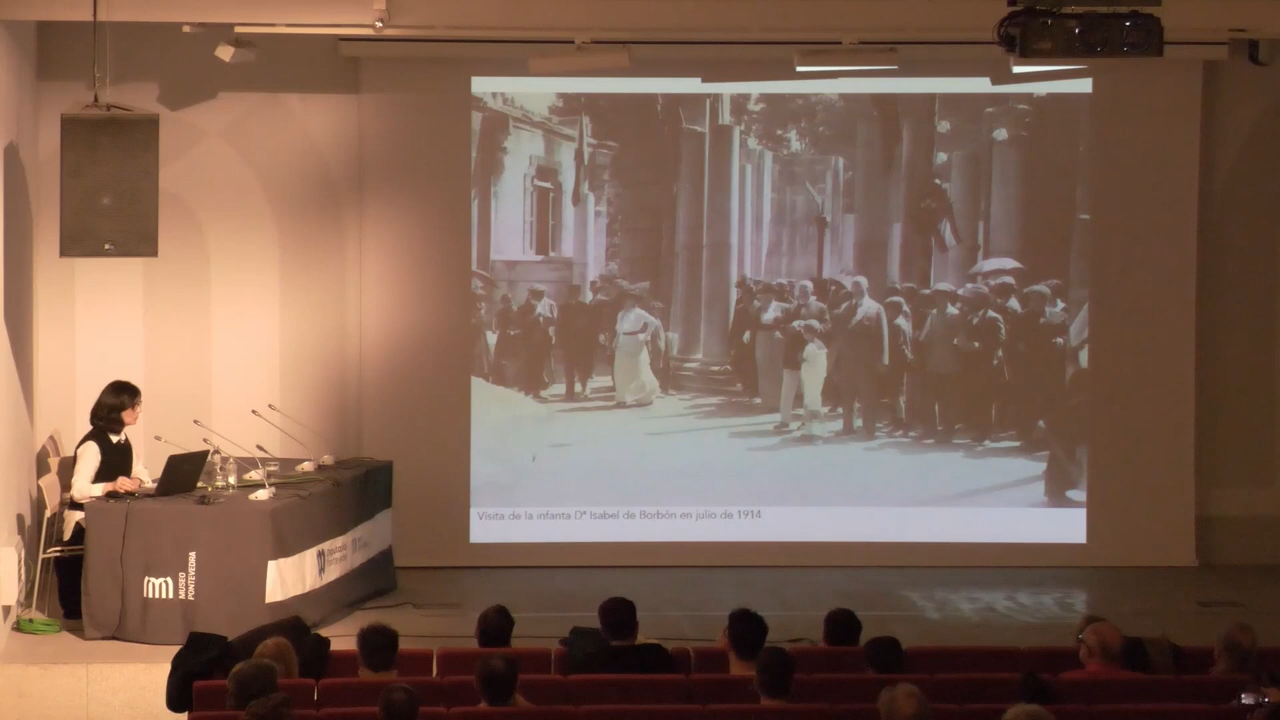 Visita de la infanta Dª Isabel de Borbón en julio de 1914
MUSEO
PONTEVEDRA